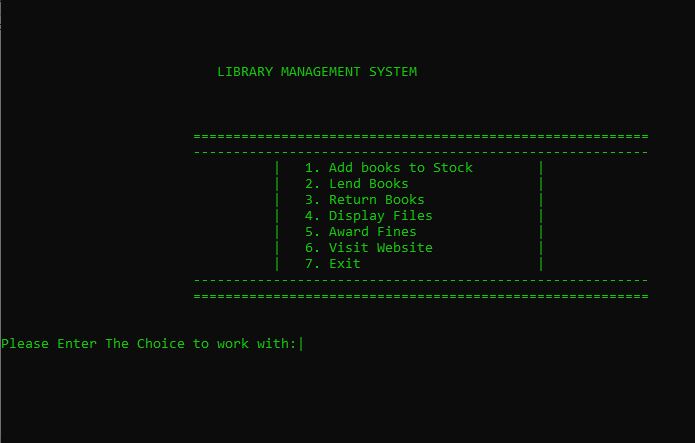 LIBRARY MANAGEMENT SYSTEM
=========================================================
---------------------------------------------------------
|   1. Add books to Stock        |
|   2. Lend Books                |
|   3. Return Books              |
|   4. Display Files             |
|   5. Award Fines               |
|   6. Visit Website             |
|   7. Exit                      |
---------------------------------------------------------
=========================================================
Please Enter The Choice to work with:|